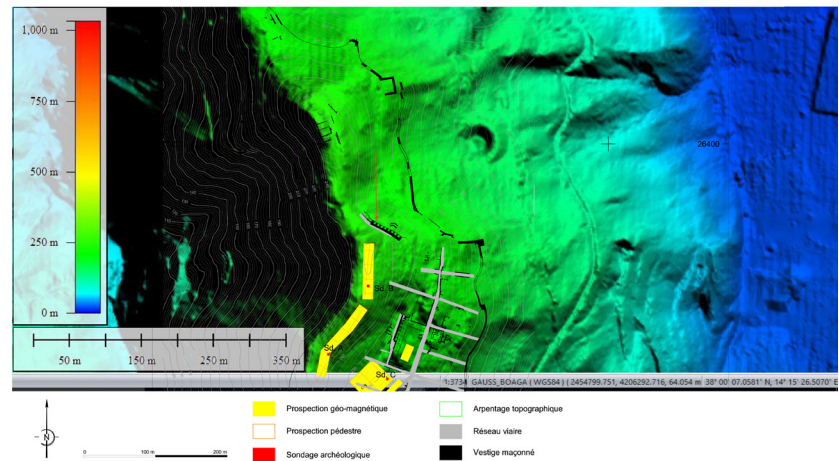 1,000 m
750 m
500 m
250 m
0 m
50 m
150 m
250 m
350 m
26400
Sd. B
Sd. C
1:3734 GAUSS_BOAGA ( WGS84 ) ( 2454799.751, 4206292.716, 64.054 m 38° 00' 07.0581" N, 14° 15' 26.5070" E
N
0 100 m 200 m
Prospection géo-magnétique
Prospection pédestre
Sondage archéologique
Arpentage topographique
Réseau viaire
Vestige maçonné